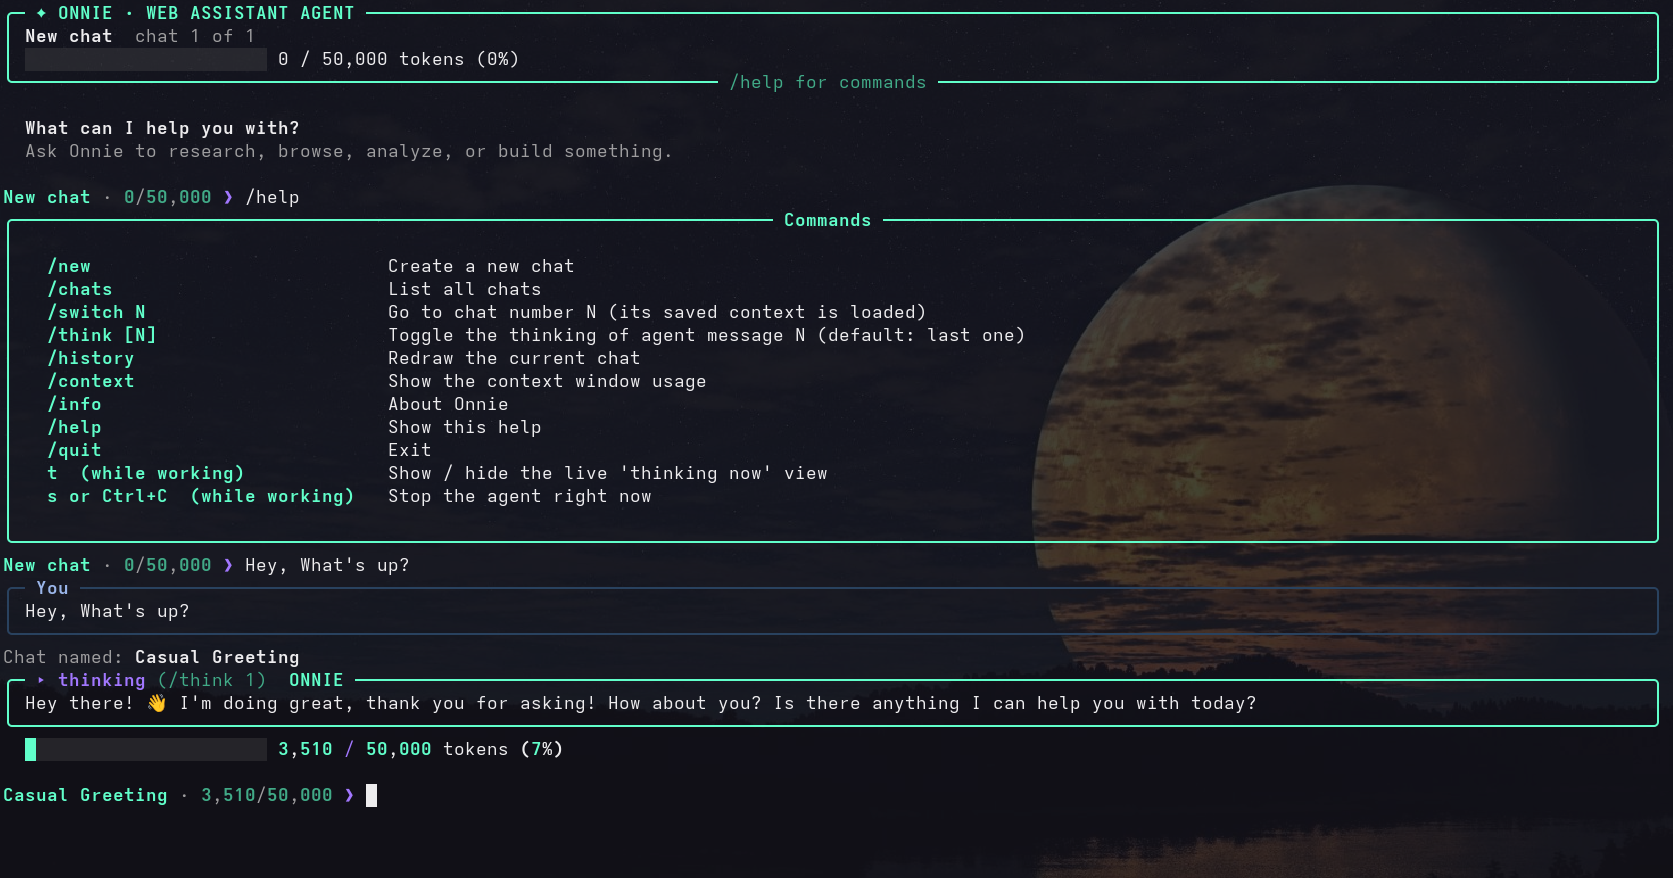 ✦ ONNIE · WEB ASSISTANT AGENT
New chat  chat 1 of 1
0 / 50,000 tokens (0%)
/help for commands
What can I help you with?
Ask Onnie to research, browse, analyze, or build something.
New chat · 0/50,000 ❯ /help
Commands
/new Create a new chat
/chats List all chats
/switch N Go to chat number N (its saved context is loaded)
/think [N] Toggle the thinking of agent message N (default: last one)
/history Redraw the current chat
/context Show the context window usage
/info About Onnie
/help Show this help
/quit Exit
t  (while working) Show / hide the live 'thinking now' view
s or Ctrl+C  (while working) Stop the agent right now
New chat · 0/50,000 ❯ Hey, What's up?
You
Hey, What's up?
Chat named: Casual Greeting
‣ thinking (/think 1)  ONNIE
Hey there! 👋 I'm doing great, thank you for asking! How about you? Is there anything I can help you with today?
3,510 / 50,000 tokens (7%)
Casual Greeting · 3,510/50,000 ❯